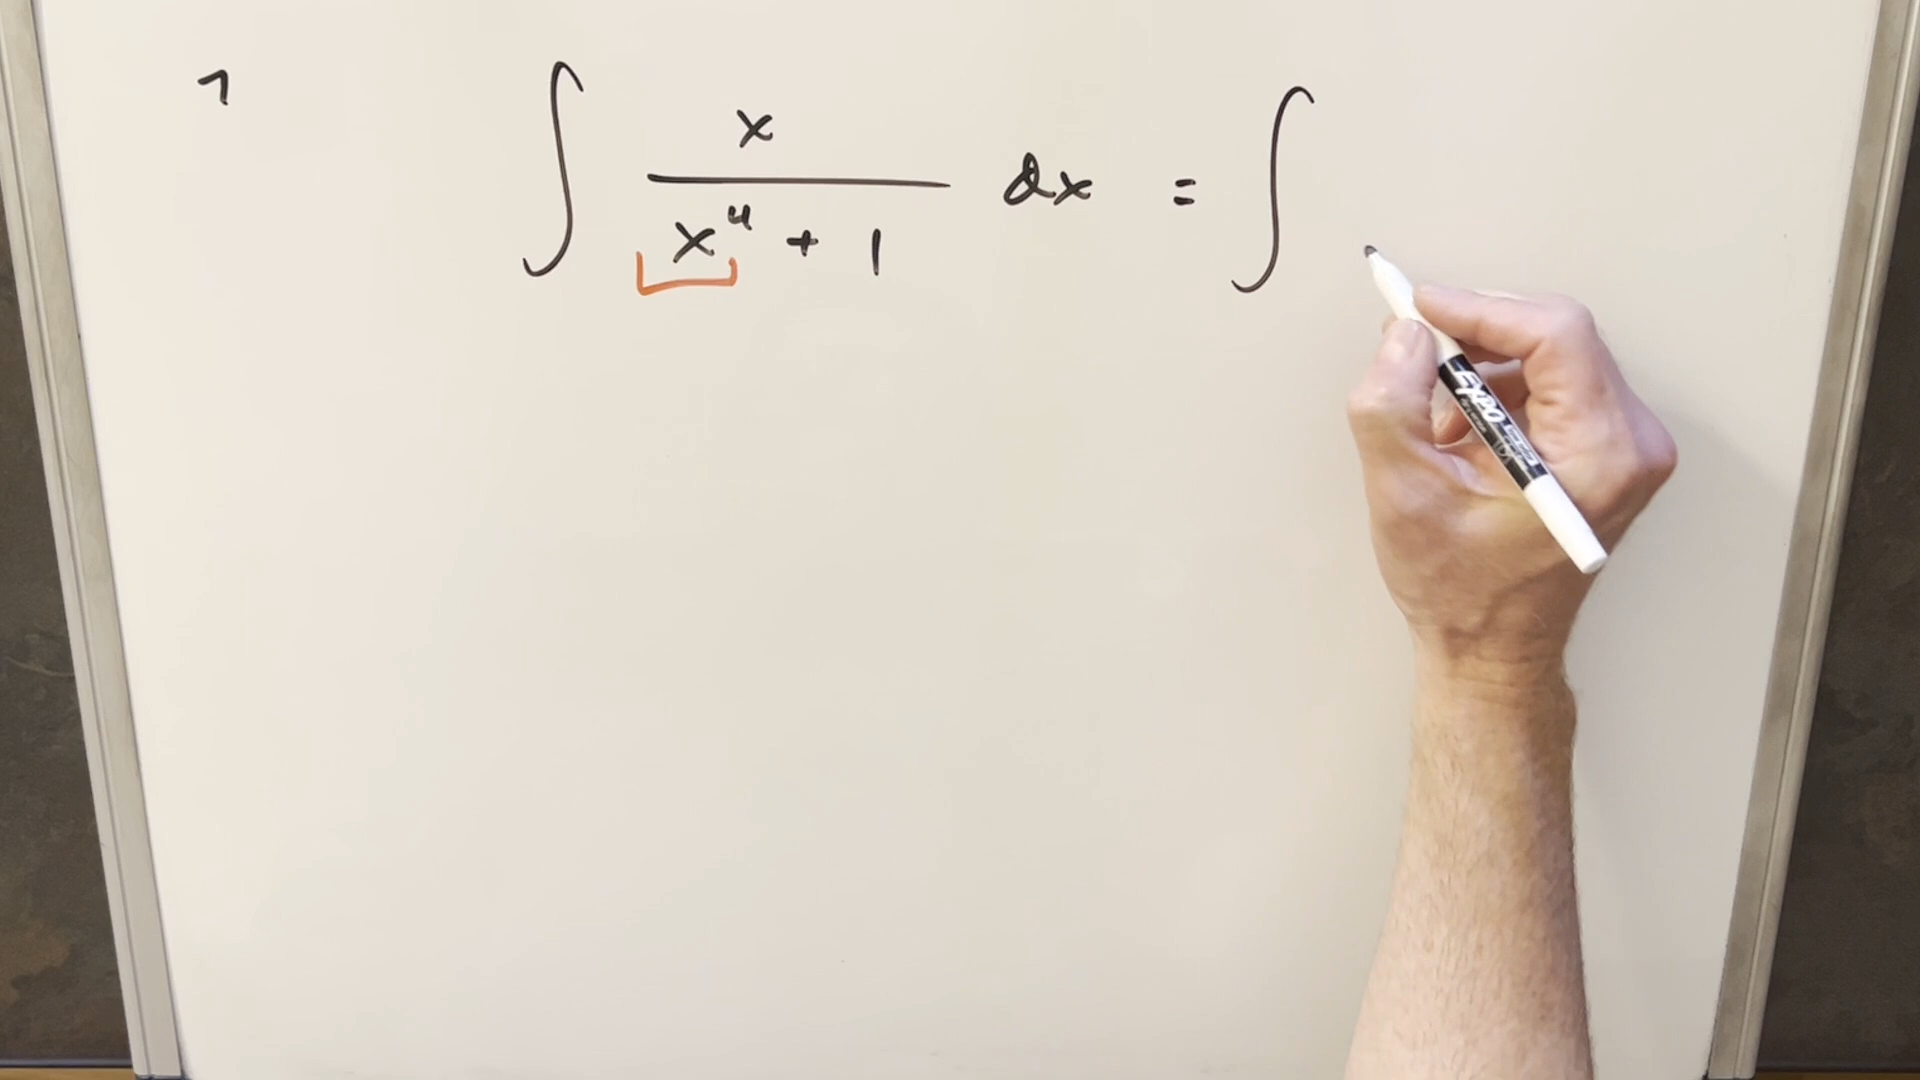 1 ∫ x / (x⁴ + 1) dx = ∫
EXPO